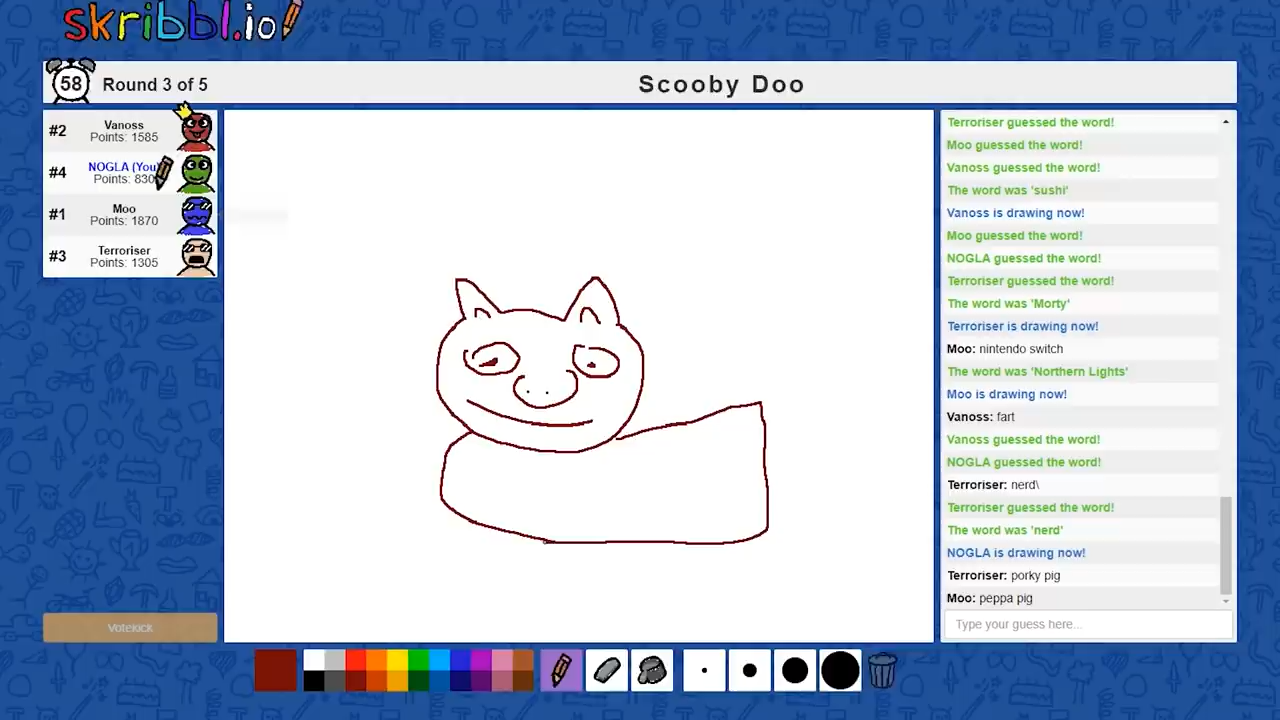 skribbl.io
58
Round 3 of 5
Scooby Doo
#2
Vanoss
Points: 1585
#4
NOGLA (You)
Points: 830
#1
Moo
Points: 1870
#3
Terroriser
Points: 1305
Votekick
Terroriser guessed the word!
Moo guessed the word!
Vanoss guessed the word!
The word was 'sushi'
Vanoss is drawing now!
Moo guessed the word!
NOGLA guessed the word!
Terroriser guessed the word!
The word was 'Morty'
Terroriser is drawing now!
Moo: nintendo switch
The word was 'Northern Lights'
Moo is drawing now!
Vanoss: fart
Vanoss guessed the word!
NOGLA guessed the word!
Terroriser: nerd\
Terroriser guessed the word!
The word was 'nerd'
NOGLA is drawing now!
Terroriser: porky pig
Moo: peppa pig
Type your guess here...